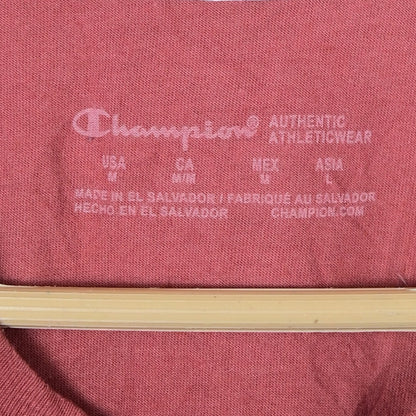 Champion® AUTHENTIC
ATHLETICWEAR
USA CA MEX ASIA
M M/M M L
MADE IN EL SALVADOR / FABRIQUÉ AU SALVADOR
HECHO EN EL SALVADOR CHAMPION.COM